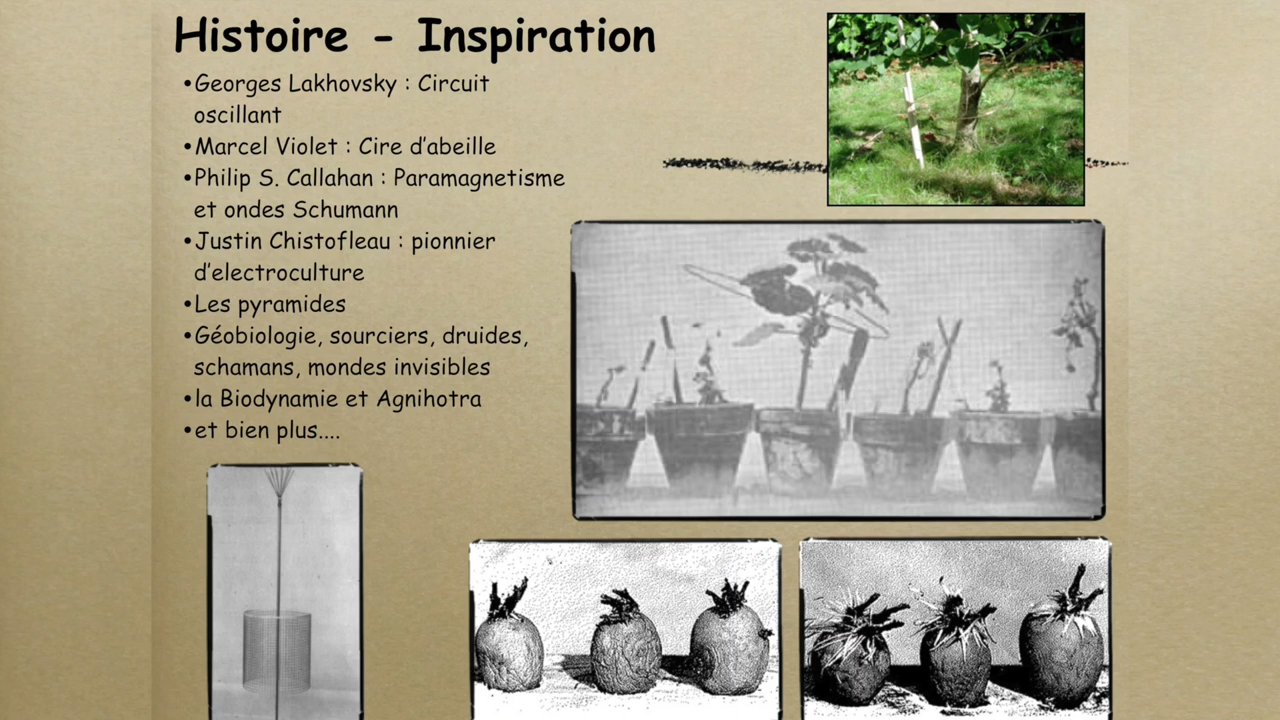 Histoire - Inspiration
•Georges Lakhovsky : Circuit
oscillant
•Marcel Violet : Cire d'abeille
•Philip S. Callahan : Paramagnetisme
et ondes Schumann
•Justin Chistofleau : pionnier
d'electroculture
•Les pyramides
•Géobiologie, sourciers, druides,
schamans, mondes invisibles
•la Biodynamie et Agnihotra
•et bien plus....